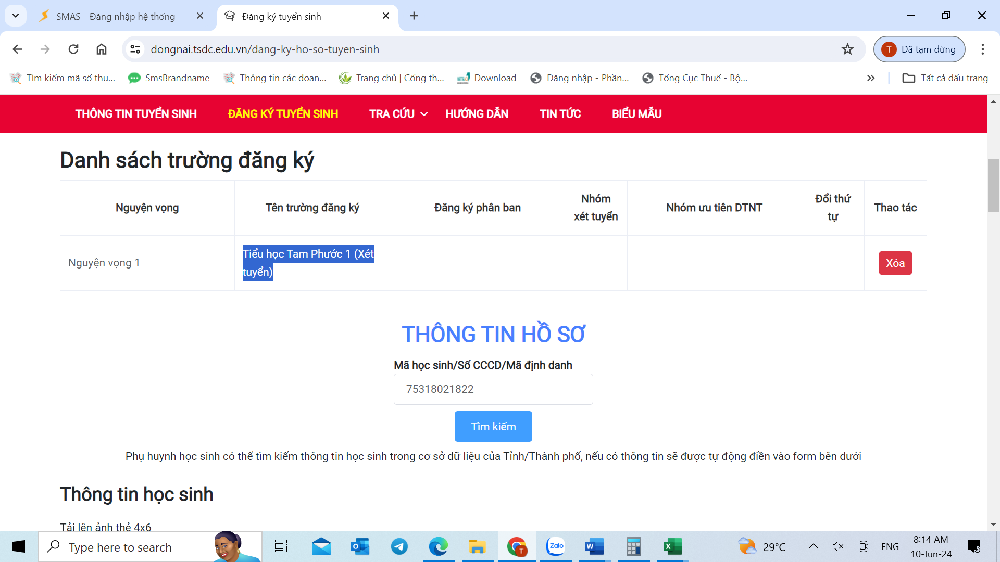 SMAS - Đăng nhập hệ thống
Đăng ký tuyển sinh
dongnai.tsdc.edu.vn/dang-ky-ho-so-tuyen-sinh
T
Đã tạm dừng
Tìm kiếm mã số thu...
SmsBrandname
Thông tin các doan...
Trang chủ | Cổng th...
Download
Đăng nhập - Phần...
Tổng Cục Thuế - Bộ...
Tất cả dấu trang
THÔNG TIN TUYỂN SINH
ĐĂNG KÝ TUYỂN SINH
TRA CỨU
HƯỚNG DẪN
TIN TỨC
BIỂU MẪU
Danh sách trường đăng ký
Nguyện vọng
Tên trường đăng ký
Đăng ký phân ban
Nhóm
xét tuyển
Nhóm ưu tiên DTNT
Đổi thứ
tự
Thao tác
Nguyện vọng 1
Tiểu học Tam Phước 1 (Xét
tuyển)
Xóa
THÔNG TIN HỒ SƠ
Mã học sinh/Số CCCD/Mã định danh
75318021822
Tìm kiếm
Phụ huynh học sinh có thể tìm kiếm thông tin học sinh trong cơ sở dữ liệu của Tỉnh/Thành phố, nếu có thông tin sẽ được tự động điền vào form bên dưới
Thông tin học sinh
Tải lên ảnh thẻ 4x6
Type here to search
T
Zalo
29°C
ENG
8:14 AM
10-Jun-24